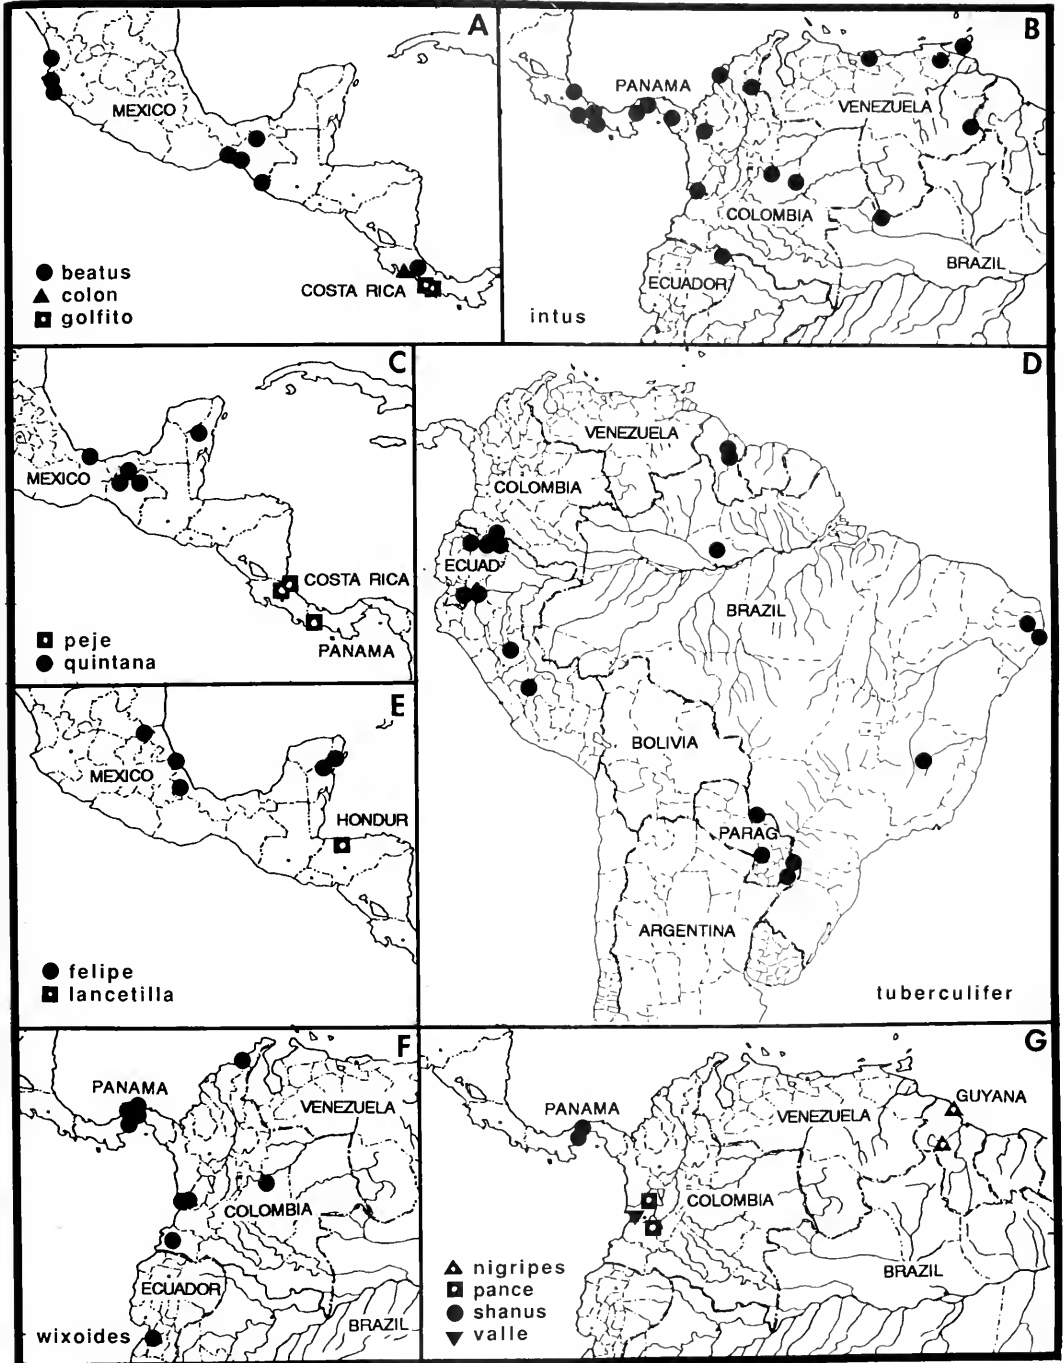 A
MEXICO
COSTA RICA
beatus
colon
golfito
B
PANAMA
VENEZUELA
COLOMBIA
BRAZIL
ECUADOR
intus
C
MEXICO
COSTA RICA
PANAMA
peje
quintana
D
VENEZUELA
COLOMBIA
ECUAD
BRAZIL
BOLIVIA
PARAG
ARGENTINA
tuberculifer
E
MEXICO
HONDUR
felipe
lancetilla
F
PANAMA
VENEZUELA
COLOMBIA
ECUADOR
BRAZIL
wixoides
G
GUYANA
PANAMA
VENEZUELA
COLOMBIA
BRAZIL
nigripes
pance
shanus
valle